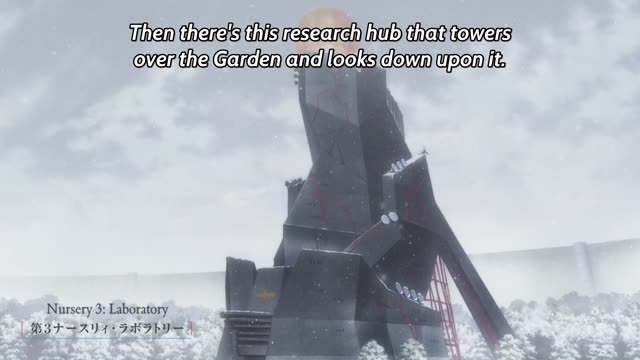 Then there's this research hub that towers
over the Garden and looks down upon it.
Nursery 3: Laboratory
第3ナースリィ・ラボラトリー